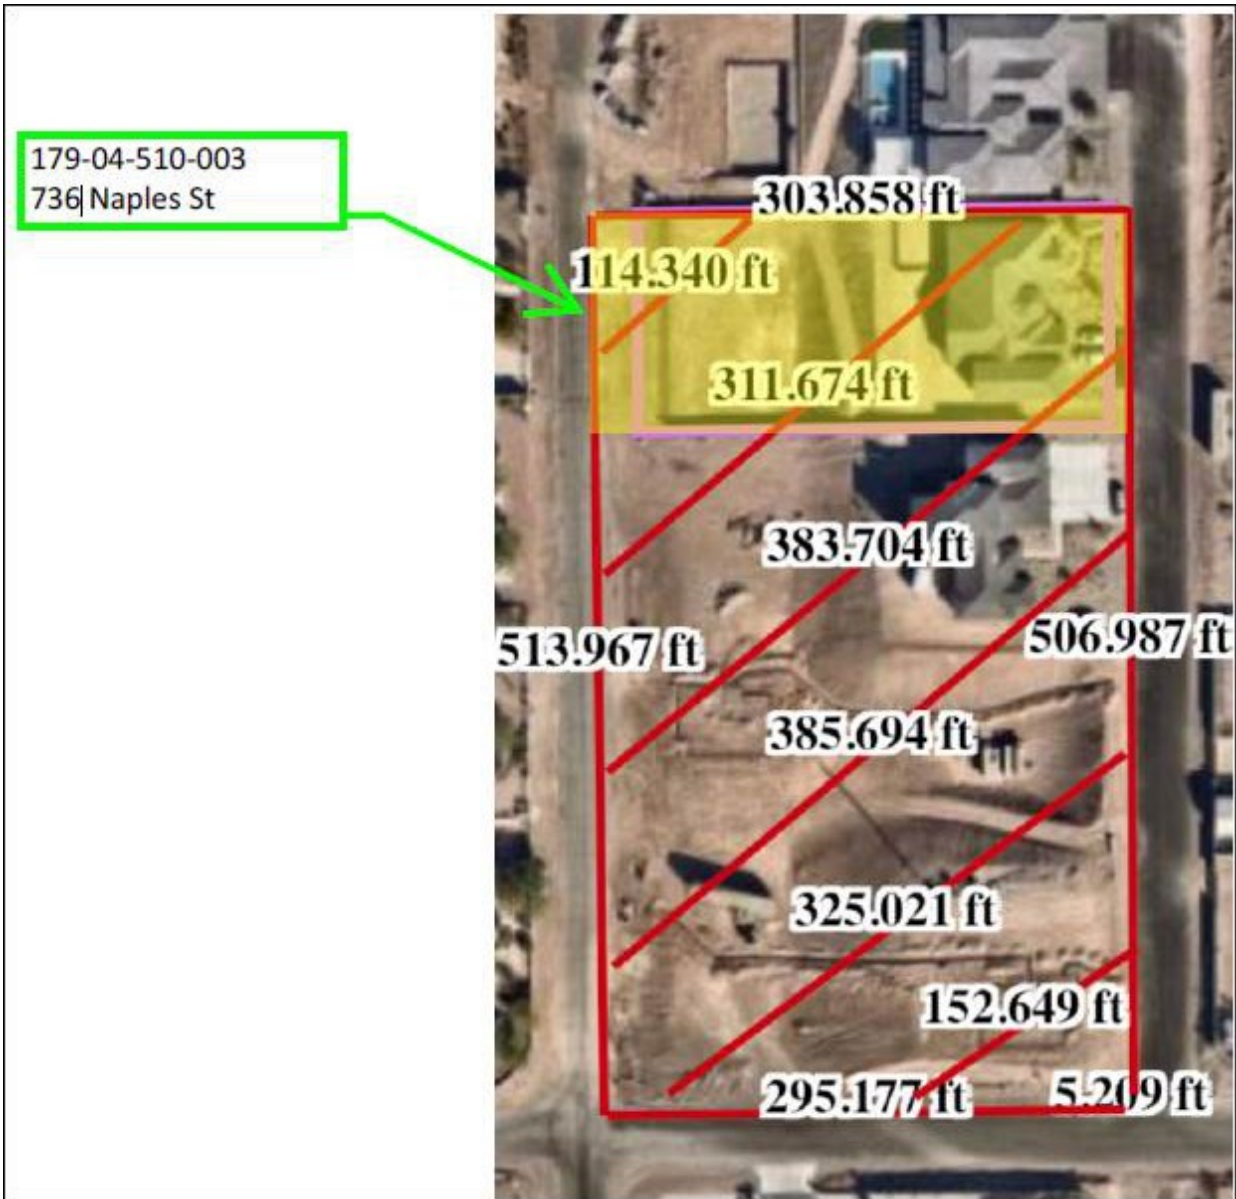 179-04-510-003
736 Naples St
303.858 ft
114.340 ft
311.674 ft
383.704 ft
513.967 ft
506.987 ft
385.694 ft
325.021 ft
152.649 ft
295.177 ft
5.209 ft